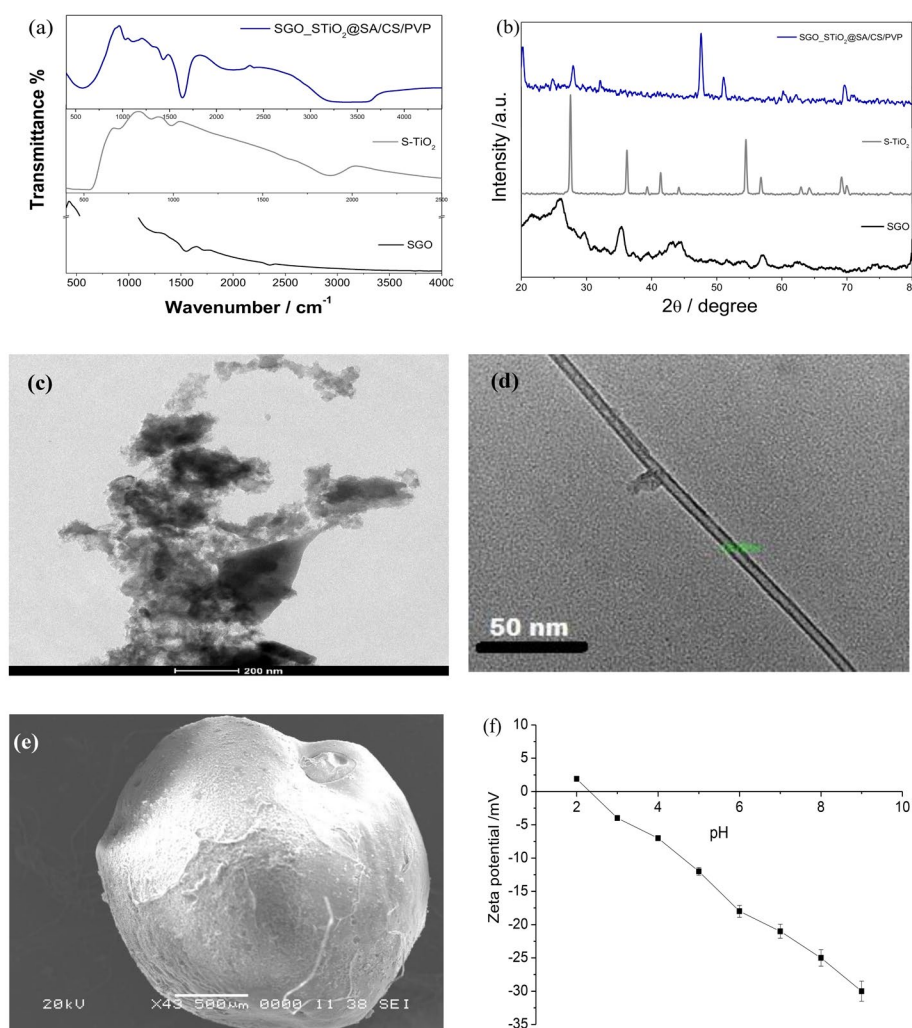 (a)
SGO_STiO₂@SA/CS/PVP
500 1000 1500 2000 2500 3000 3500 4000
S-TiO₂
500 1000 1500 2000 2500
SGO
500 1000 1500 2000 2500 3000 3500 4000
Transmittance %
Wavenumber / cm⁻¹
(b)
SGO_STiO₂@SA/CS/PVP
S-TiO₂
SGO
Intensity /a.u.
20 30 40 50 60 70 80
2θ / degree
(c)
200 nm
(d)
50 nm
(e)
20kV X43 500μm 0000 11 38 SEI
(f)
10
5
0
-5
-10
-15
-20
-25
-30
-35
2 4 6 8 10
pH
Zeta potential /mV